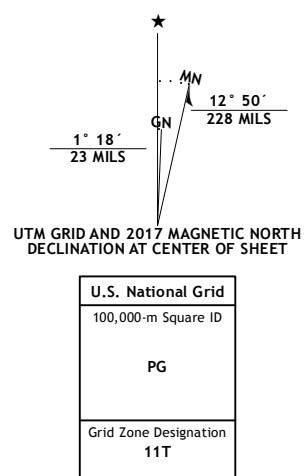 ★
MN
GN
12° 50´
228 MILS
1° 18´
23 MILS
UTM GRID AND 2017 MAGNETIC NORTH
DECLINATION AT CENTER OF SHEET
U.S. National Grid
100,000-m Square ID
PG
Grid Zone Designation
11T